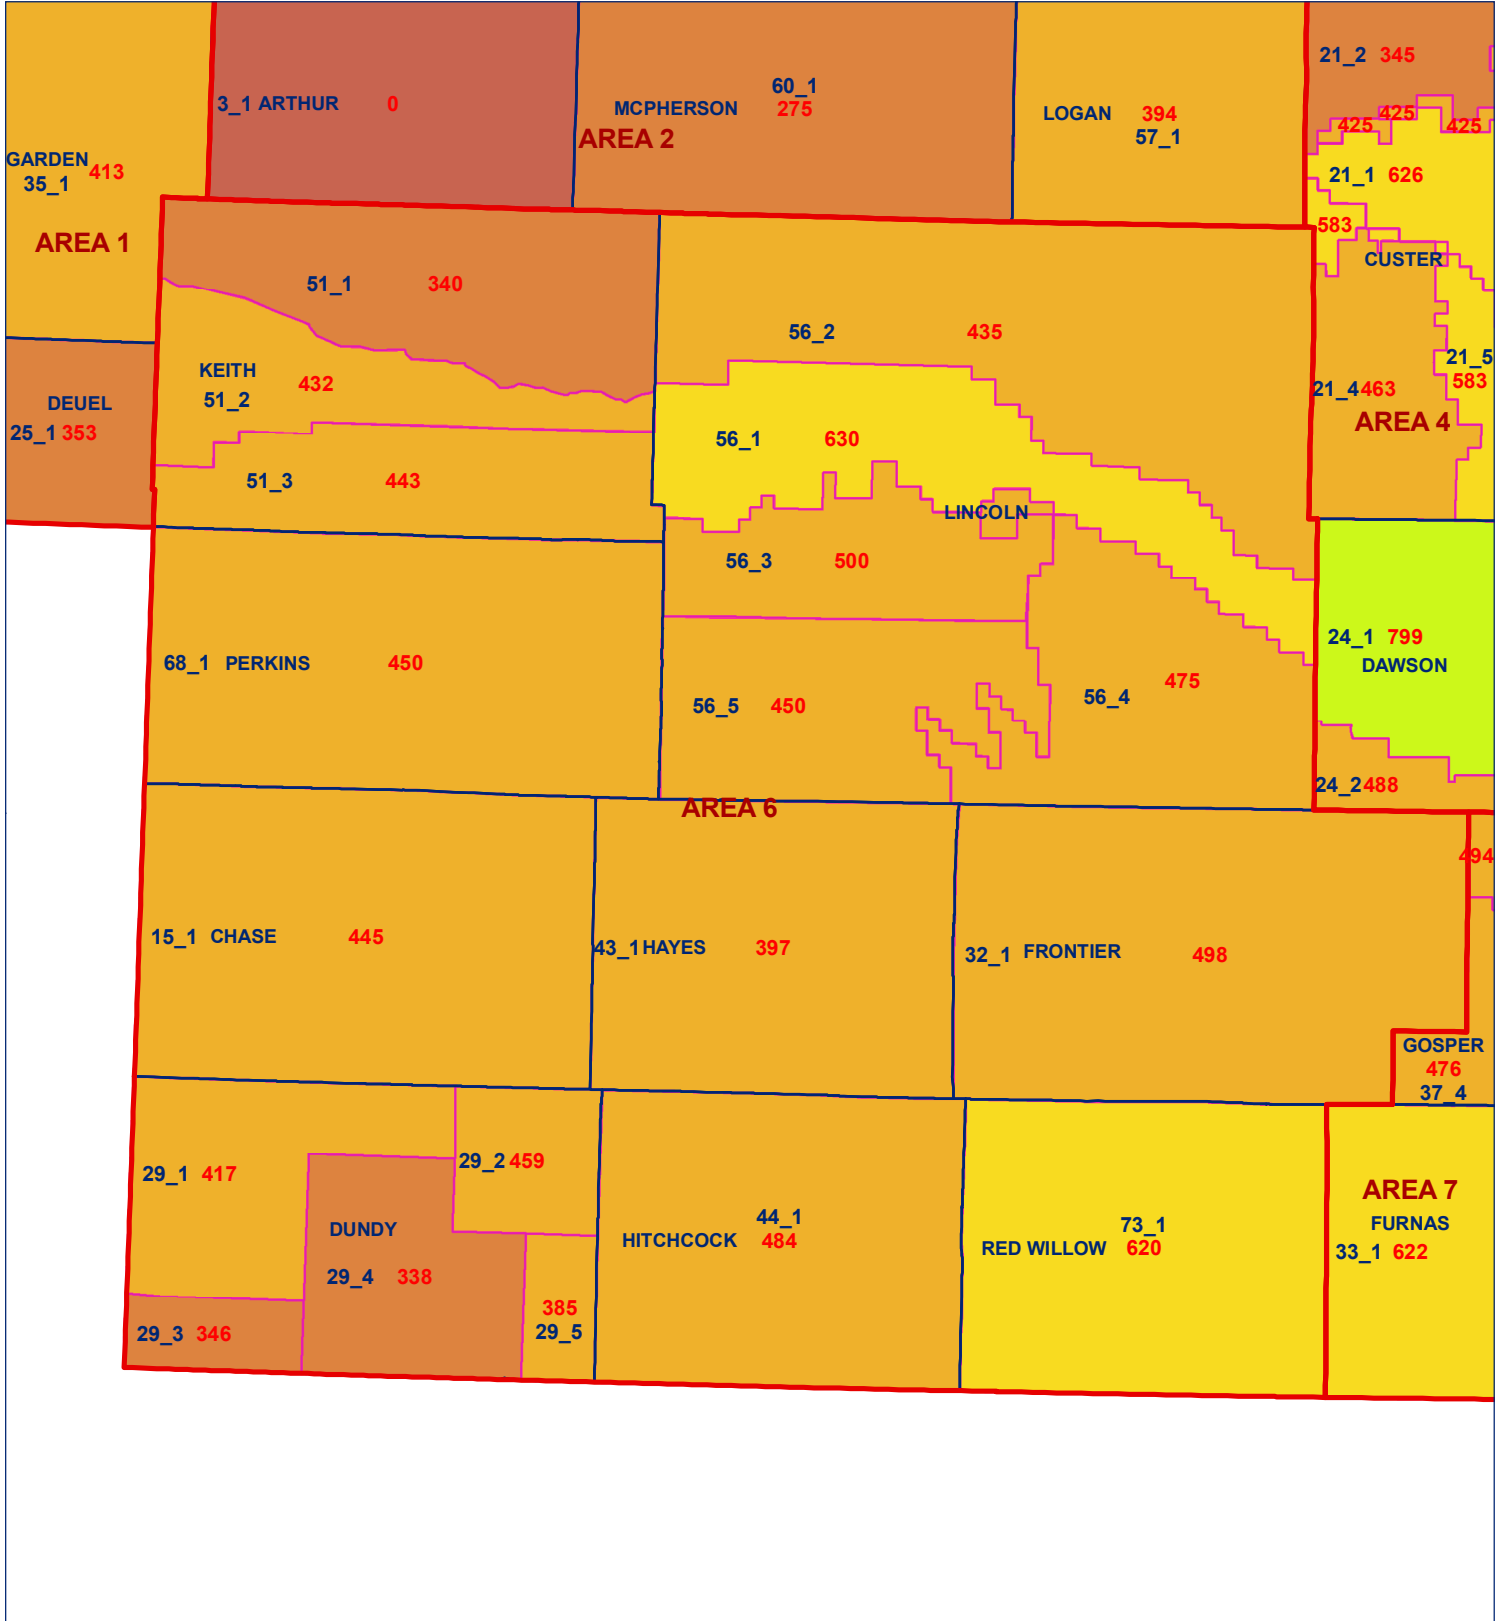 21_2 345
3_1 ARTHUR 0
60_1
MCPHERSON 275
LOGAN 394
57_1
AREA 2
425
425
425
GARDEN
35_1 413
21_1 626
583
AREA 1
CUSTER
51_1 340
56_2 435
KEITH
51_2 432
21_5
583
21_4 463
AREA 4
DEUEL
25_1 353
56_1 630
51_3 443
LINCOLN
56_3 500
24_1 799
DAWSON
68_1 PERKINS 450
56_4 475
56_5 450
24_2 488
AREA 6
494
15_1 CHASE 445
43_1 HAYES 397
32_1 FRONTIER 498
GOSPER
476
37_4
29_1 417
29_2 459
AREA 7
FURNAS
33_1 622
DUNDY
29_4 338
44_1
HITCHCOCK 484
73_1
RED WILLOW 620
385
29_5
29_3 346